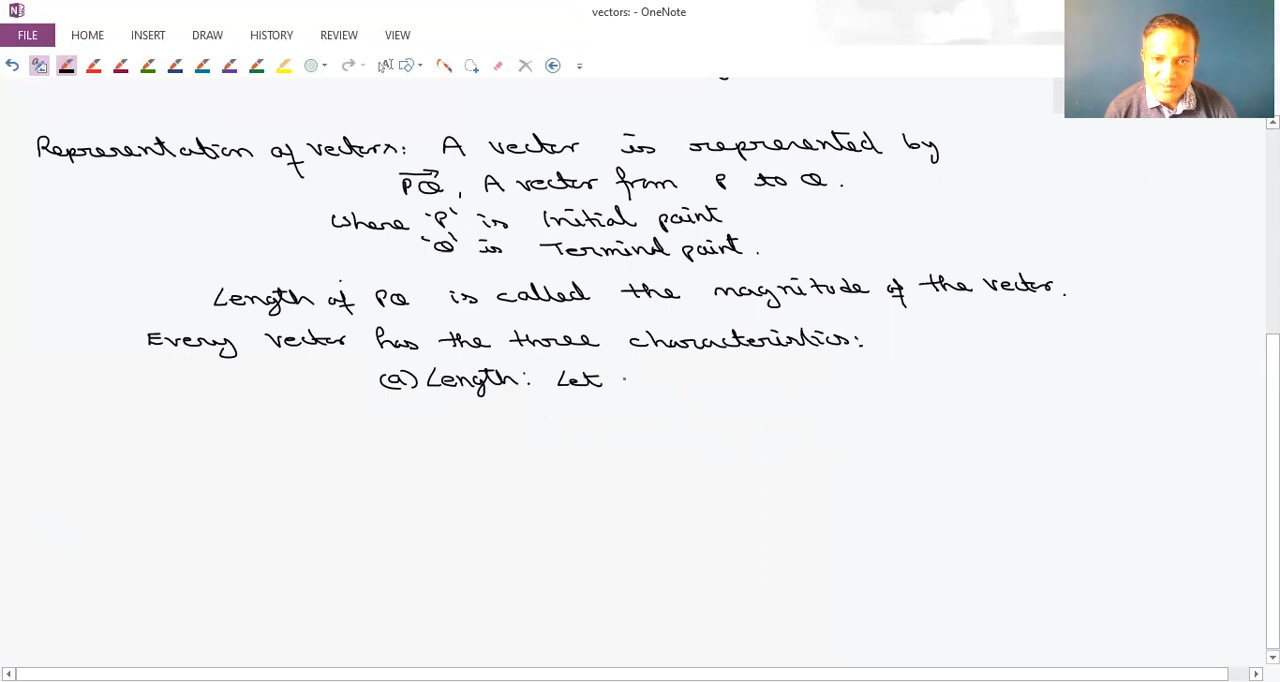 vectors: - OneNote
FILE HOME INSERT DRAW HISTORY REVIEW VIEW
Representation of vectors: A vector is represented by
PQ, A vector from P to Q.
Where 'P' is Initial point
'Q' is Terminal point.
Length of PQ is called the magnitude of the vector.
Every vector has the three characteristics:
(a) Length: Let